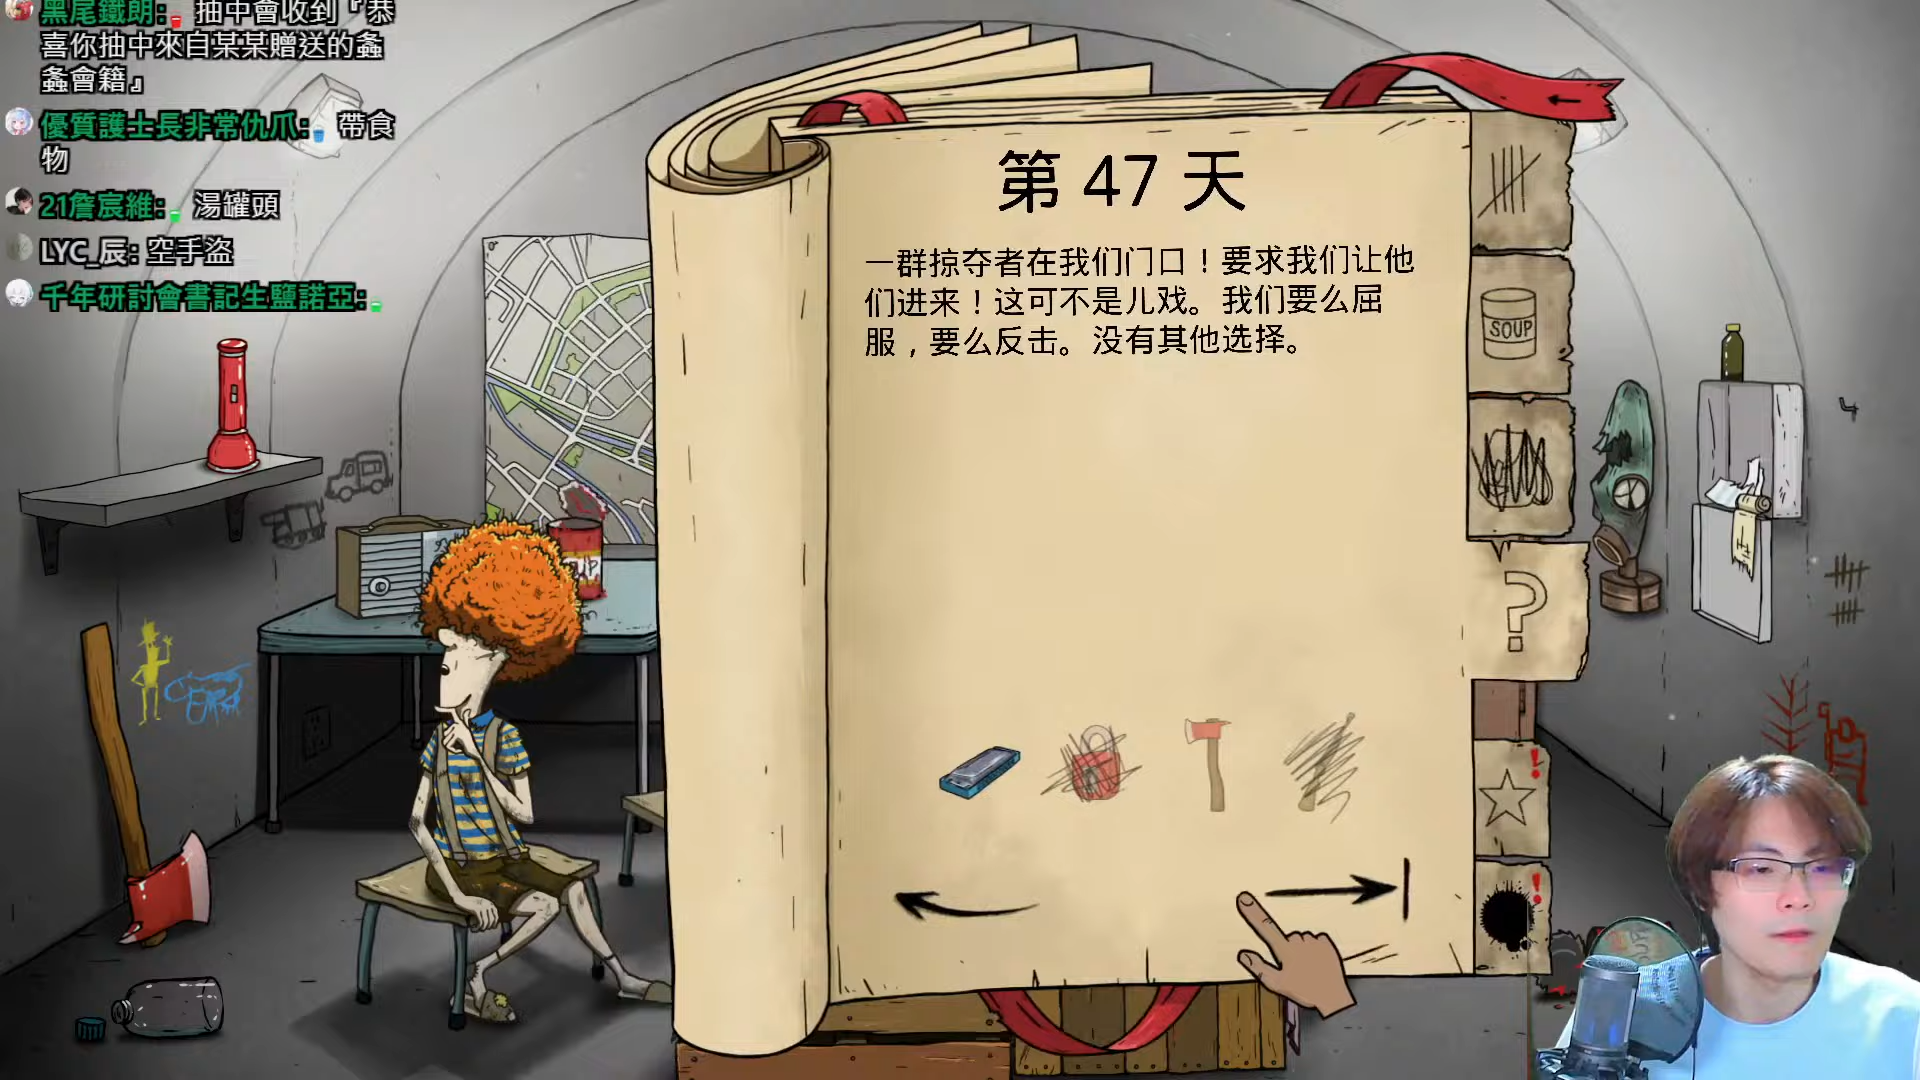 黑尾鐵朗: 抽中會收到『恭
喜你抽中來自某某贈送的螽
螽會籍』
優質護士長非常仇爪: 帶食
物
21詹宸維: 湯罐頭
LYC_辰: 空手盜
千年研討會書記生鹽諾亞:
第 47 天
一群掠夺者在我们门口！要求我们让他
们进来！这可不是儿戏。我们要么屈
服，要么反击。没有其他选择。
SOUP